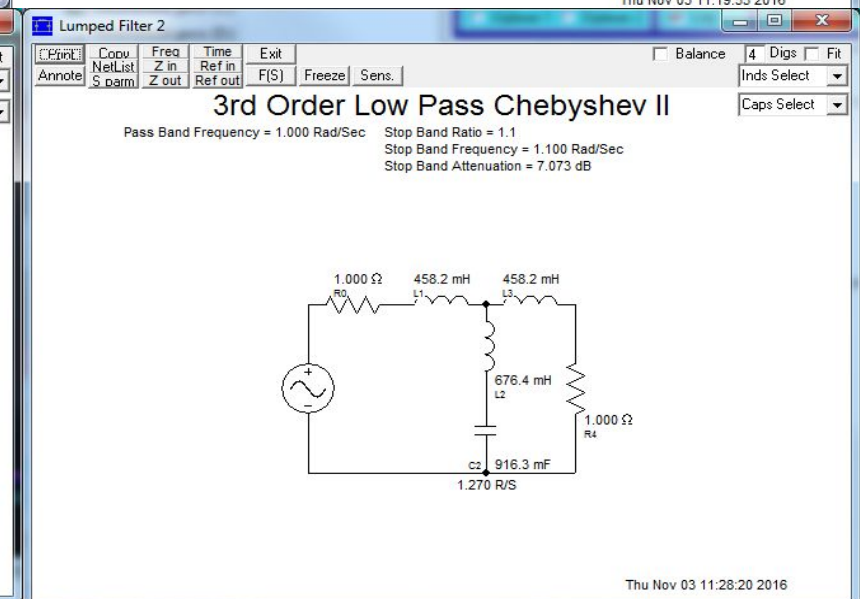 Thu Nov 03 11:19:33 2016
Lumped Filter 2
Print Copy Freq Time Exit Balance 4 Digs Fit
NetList Z in Ref in
Annote S parm Z out Ref out F(S) Freeze Sens. Inds Select
3rd Order Low Pass Chebyshev II
Caps Select
Pass Band Frequency = 1.000 Rad/Sec Stop Band Ratio = 1.1
Stop Band Frequency = 1.100 Rad/Sec
Stop Band Attenuation = 7.073 dB
1.000 Ω 458.2 mH 458.2 mH
R0 L1 L3
+
−
676.4 mH
L2
1.000 Ω
R4
C2 916.3 mF
1.270 R/S
Thu Nov 03 11:28:20 2016